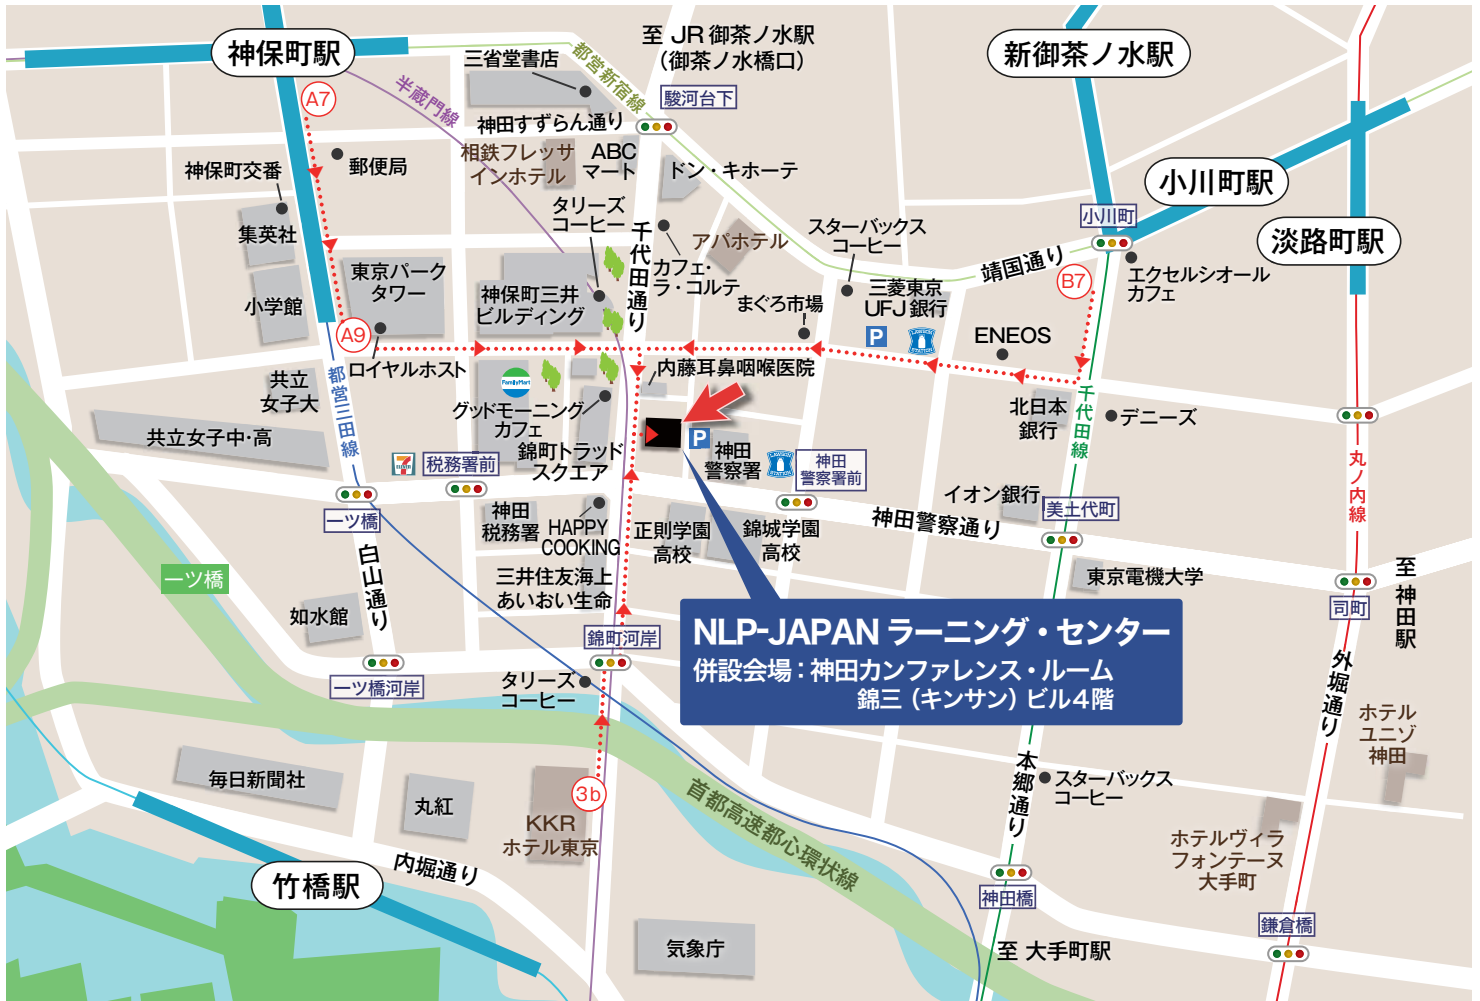 神保町駅
至 JR 御茶ノ水駅
(御茶ノ水橋口)
新御茶ノ水駅
三省堂書店
都営新宿線
半蔵門線
駿河台下
A7
神田すずらん通り
郵便局
神保町交番
相鉄フレッサ
インホテル
ABC
マート
ドン・キホーテ
小川町駅
淡路町駅
集英社
タリーズ
コーヒー
千代田通り
アパホテル
スターバックス
コーヒー
小川町
靖国通り
B7
エクセルシオール
カフェ
東京パーク
タワー
小学館
カフェ・
ラ・コルテ
神保町三井
ビルディング
まぐろ市場
三菱東京
UFJ 銀行
P
LAWSON
STATION
ENEOS
A9
ロイヤルホスト
内藤耳鼻咽喉医院
共立
女子大
都営三田線
FamilyMart
グッドモーニング
カフェ
千代田線
北日本
銀行
デニーズ
共立女子中・高
錦町トラッド
スクエア
P
神田
警察署
LAWSON
STATION
神田
警察署前
7
ELEVEN
税務署前
丸ノ内線
一ツ橋
神田
税務署
HAPPY
COOKING
正則学園
高校
錦城学園
高校
神田警察通り
イオン銀行
美土代町
白山通り
一ツ橋
三井住友海上
あいおい生命
東京電機大学
至 神田駅
司町
如水館
錦町河岸
NLP-JAPAN ラーニング・センター
併設会場：神田カンファレンス・ルーム
錦三（キンサン）ビル4階
一ツ橋河岸
タリーズ
コーヒー
外堀通り
ホテル
ユニゾ
神田
毎日新聞社
丸紅
3b
KKR
ホテル東京
首都高速都心環状線
本郷通り
スターバックス
コーヒー
ホテルヴィラ
フォンテーヌ
大手町
内堀通り
竹橋駅
神田橋
鎌倉橋
気象庁
至 大手町駅